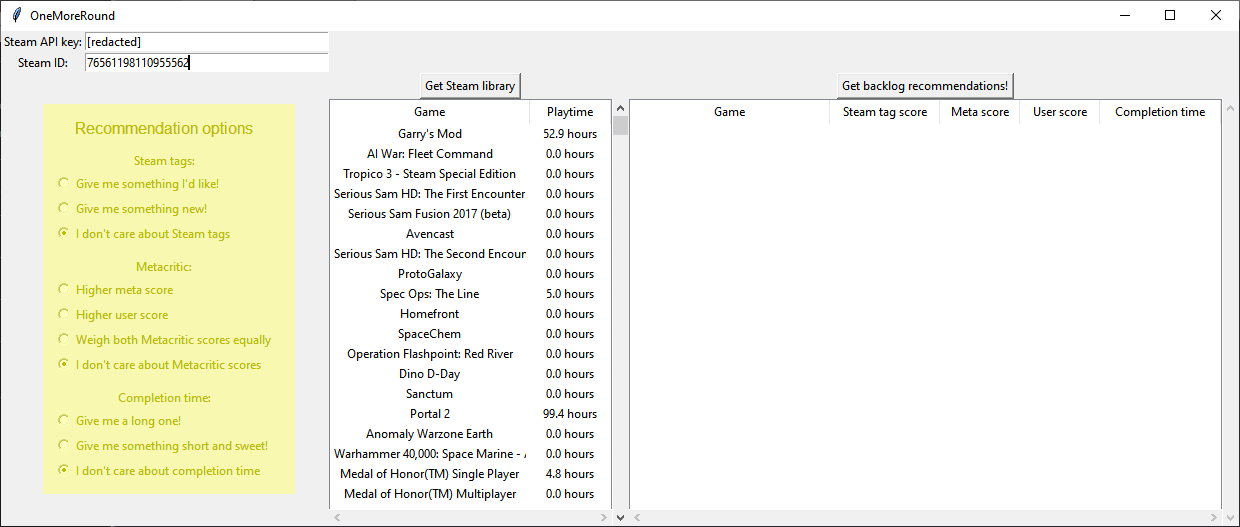 OneMoreRound
Steam API key: [redacted]
Steam ID: 76561198110955562
Get Steam library
Get backlog recommendations!
Recommendation options
Steam tags:
Give me something I'd like!
Give me something new!
I don't care about Steam tags
Metacritic:
Higher meta score
Higher user score
Weigh both Metacritic scores equally
I don't care about Metacritic scores
Completion time:
Give me a long one!
Give me something short and sweet!
I don't care about completion time
Game Playtime
Garry's Mod 52.9 hours
AI War: Fleet Command 0.0 hours
Tropico 3 - Steam Special Edition 0.0 hours
Serious Sam HD: The First Encounter 0.0 hours
Serious Sam Fusion 2017 (beta) 0.0 hours
Avencast 0.0 hours
Serious Sam HD: The Second Encoun 0.0 hours
ProtoGalaxy 0.0 hours
Spec Ops: The Line 5.0 hours
Homefront 0.0 hours
SpaceChem 0.0 hours
Operation Flashpoint: Red River 0.0 hours
Dino D-Day 0.0 hours
Sanctum 0.0 hours
Portal 2 99.4 hours
Anomaly Warzone Earth 0.0 hours
Warhammer 40,000: Space Marine - 0.0 hours
Medal of Honor(TM) Single Player 4.8 hours
Medal of Honor(TM) Multiplayer 0.0 hours
Game Steam tag score Meta score User score Completion time